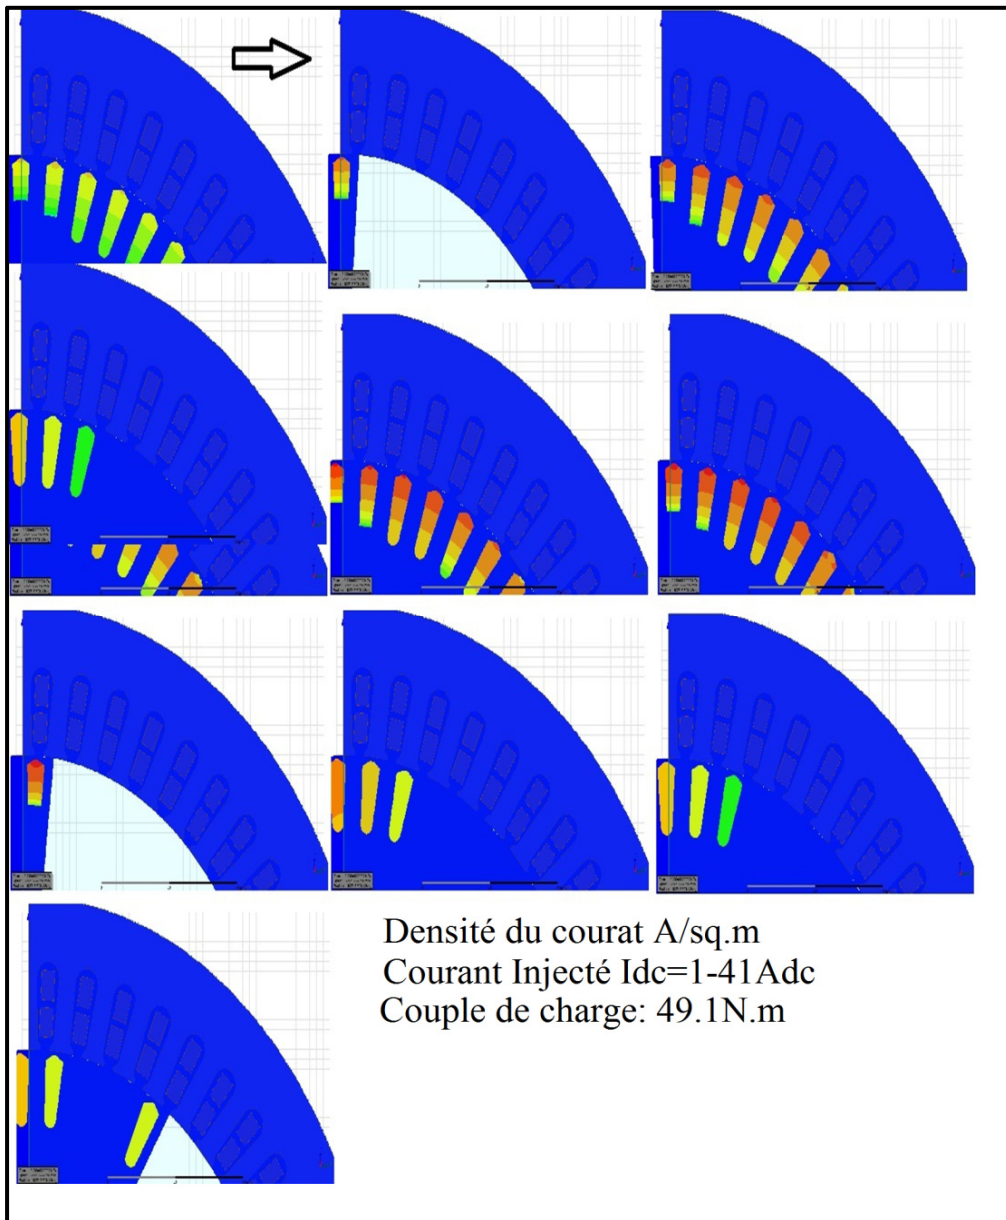 Densité du courat A/sq.m
Courant Injecté Idc=1-41Adc
Couple de charge: 49.1N.m